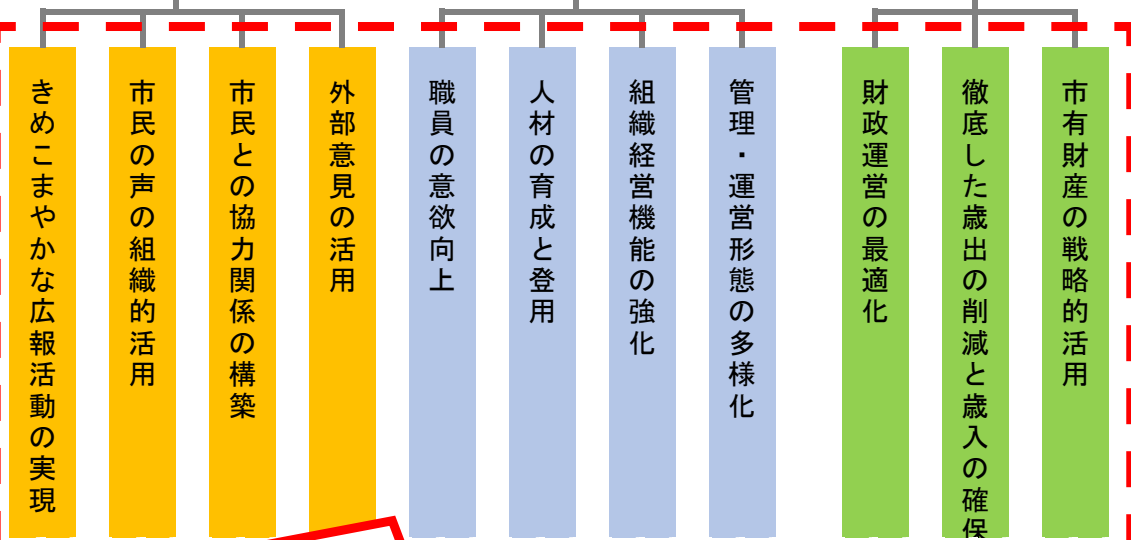 きめこまやかな広報活動の実現
市民の声の組織的活用
市民との協力関係の構築
外部意見の活用
職員の意欲向上
人材の育成と登用
組織経営機能の強化
管理・運営形態の多様化
財政運営の最適化
徹底した歳出の削減と歳入の確保
市有財産の戦略的活用